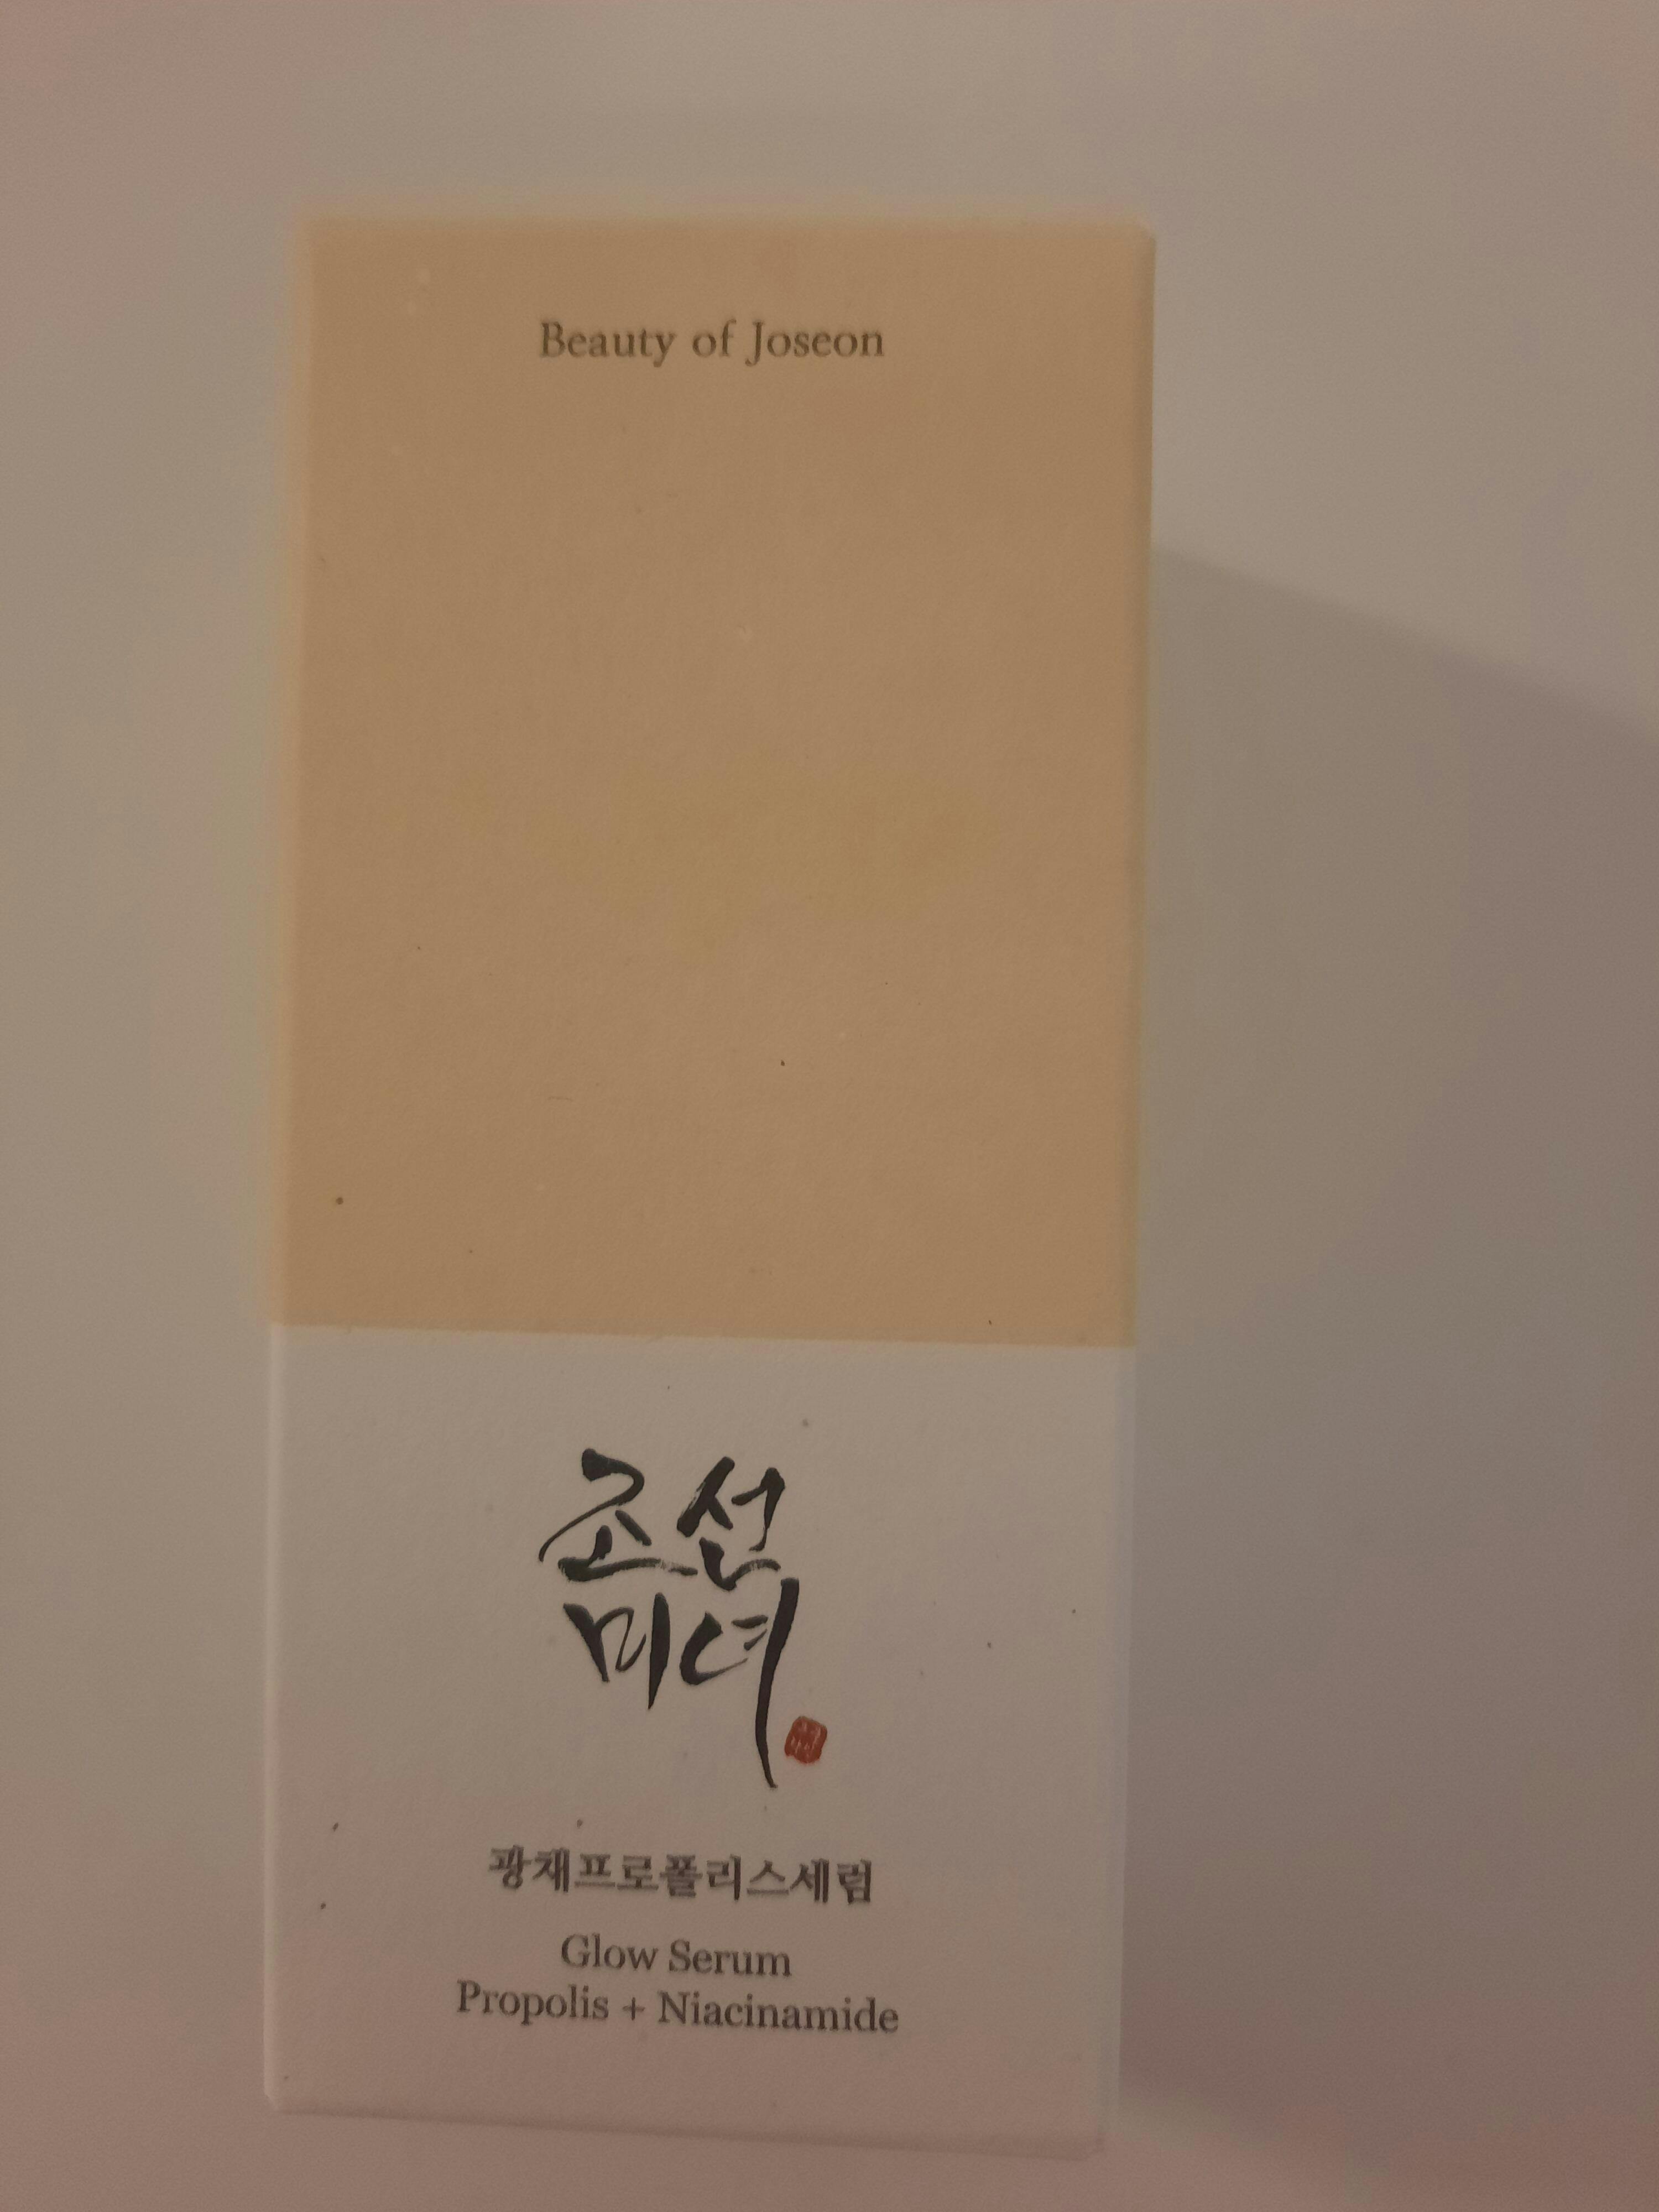 Beauty of Joseon
조선
미녀
광채프로폴리스세럼
Glow Serum
Propolis + Niacinamide